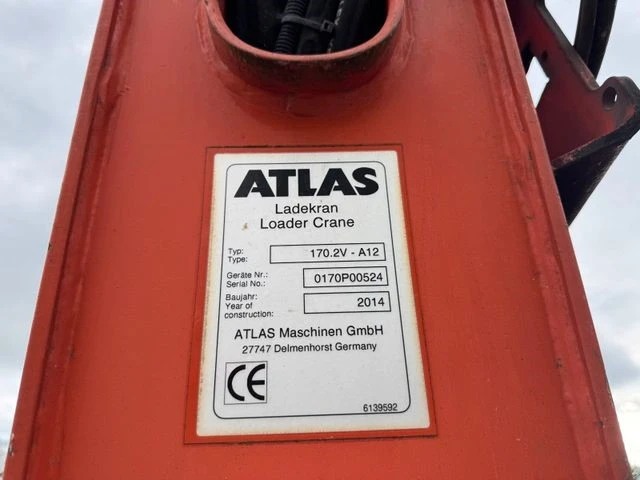 ATLAS
Ladekran
Loader Crane
Typ: 170.2V - A12
Type:
Geräte Nr.: 0170P00524
Serial No.:
Baujahr: 2014
Year of
construction:
ATLAS Maschinen GmbH
27747 Delmenhorst Germany
CE
6139592